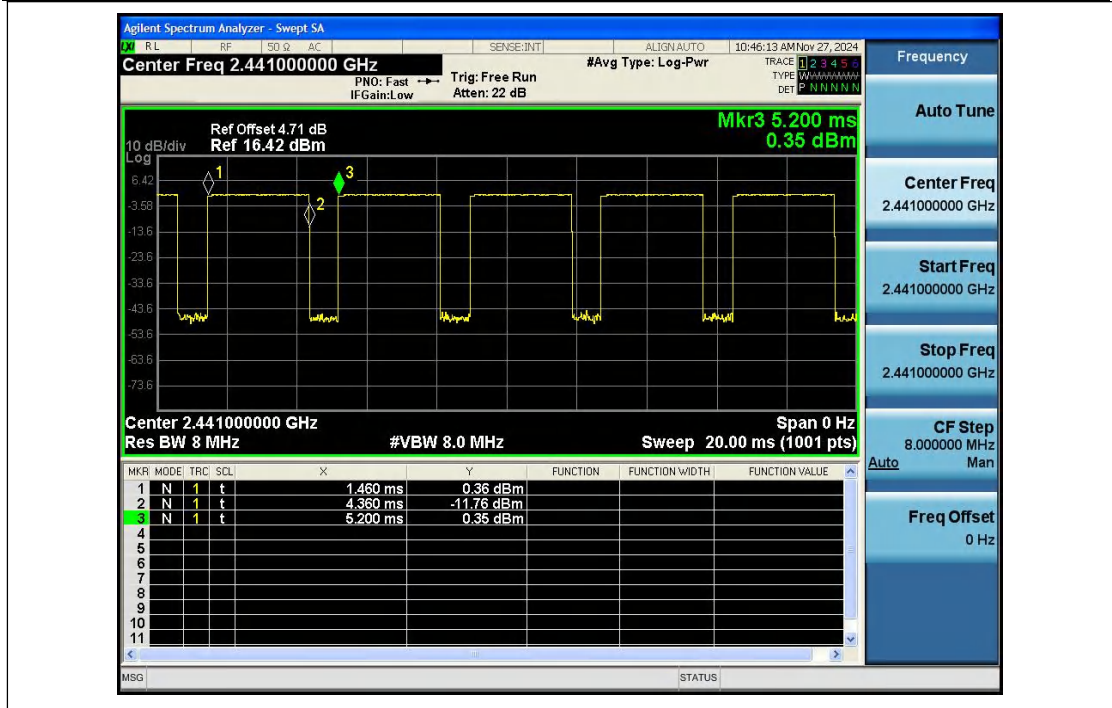 Agilent Spectrum Analyzer - Swept SA
LXI RL RF 50 Ω AC SENSE:INT ALIGN AUTO 10:46:13 AM Nov 27, 2024
Center Freq 2.441000000 GHz #Avg Type: Log-Pwr TRACE 1 2 3 4 5 6
PNO: Fast Trig: Free Run TYPE WWWWWW
IFGain:Low Atten: 22 dB DET P N N N N N
Frequency
Auto Tune
Center Freq
2.441000000 GHz
Start Freq
2.441000000 GHz
Stop Freq
2.441000000 GHz
CF Step
8.000000 MHz
Auto Man
Freq Offset
0 Hz
Mkr3 5.200 ms
0.35 dBm
Ref Offset 4.71 dB
10 dB/div Ref 16.42 dBm
Log
6.42
-3.58
-13.6
-23.6
-33.6
-43.6
-53.6
-63.6
-73.6
1
2
3
Center 2.441000000 GHz Span 0 Hz
Res BW 8 MHz #VBW 8.0 MHz Sweep 20.00 ms (1001 pts)
MKR MODE TRC SCL X Y FUNCTION FUNCTION WIDTH FUNCTION VALUE
1 N 1 t 1.460 ms 0.36 dBm
2 N 1 t 4.360 ms -11.76 dBm
3 N 1 t 5.200 ms 0.35 dBm
4
5
6
7
8
9
10
11
MSG STATUS